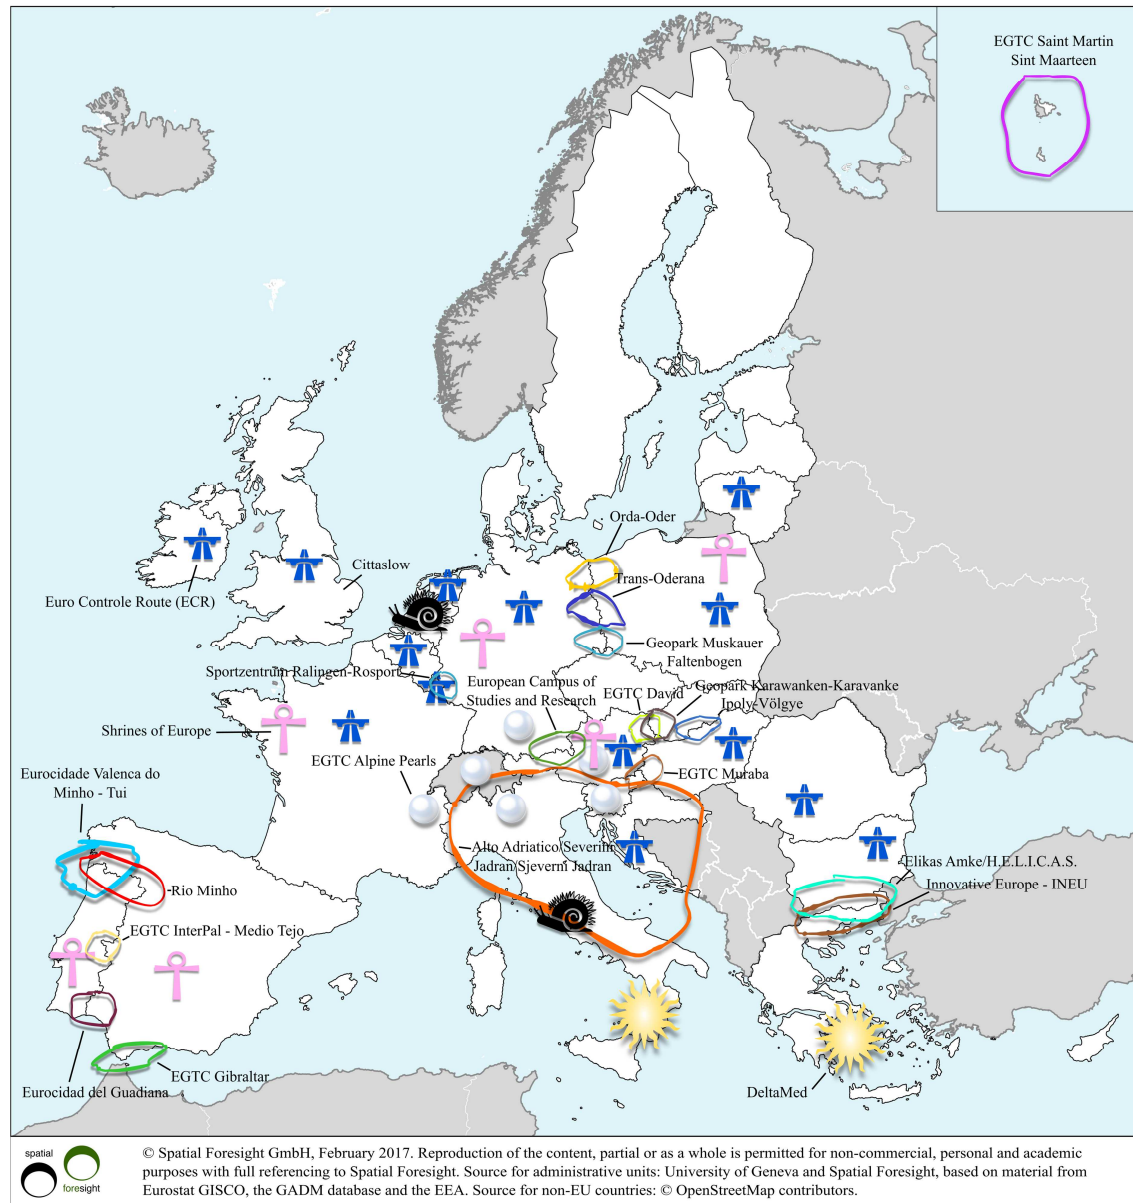 EGTC Saint Martin
Sint Maarteen
Orda-Oder
Cittaslow
Trans-Oderana
Euro Controle Route (ECR)
Geopark Muskauer
Faltenbogen
Sportzentrum Ralingen-Rosport
European Campus of
Studies and Research
EGTC David
Geopark Karawanken-Karavanke
Ipoly-Völgye
Shrines of Europe
EGTC Alpine Pearls
EGTC Muraba
Eurocidade Valenca do
Minho - Tui
Alto Adriatico/Severini
Jadran/Sjeverni Jadran
Elikas Amke/H.E.L.I.C.A.S.
Innovative Europe - INEU
Rio Minho
EGTC InterPal - Medio Tejo
EGTC Gibraltar
Eurocidad del Guadiana
DeltaMed
spatial
foresight
© Spatial Foresight GmbH, February 2017. Reproduction of the content, partial or as a whole is permitted for non-commercial, personal and academic
purposes with full referencing to Spatial Foresight. Source for administrative units: University of Geneva and Spatial Foresight, based on material from
Eurostat GISCO, the GADM database and the EEA. Source for non-EU countries: © OpenStreetMap contributors.